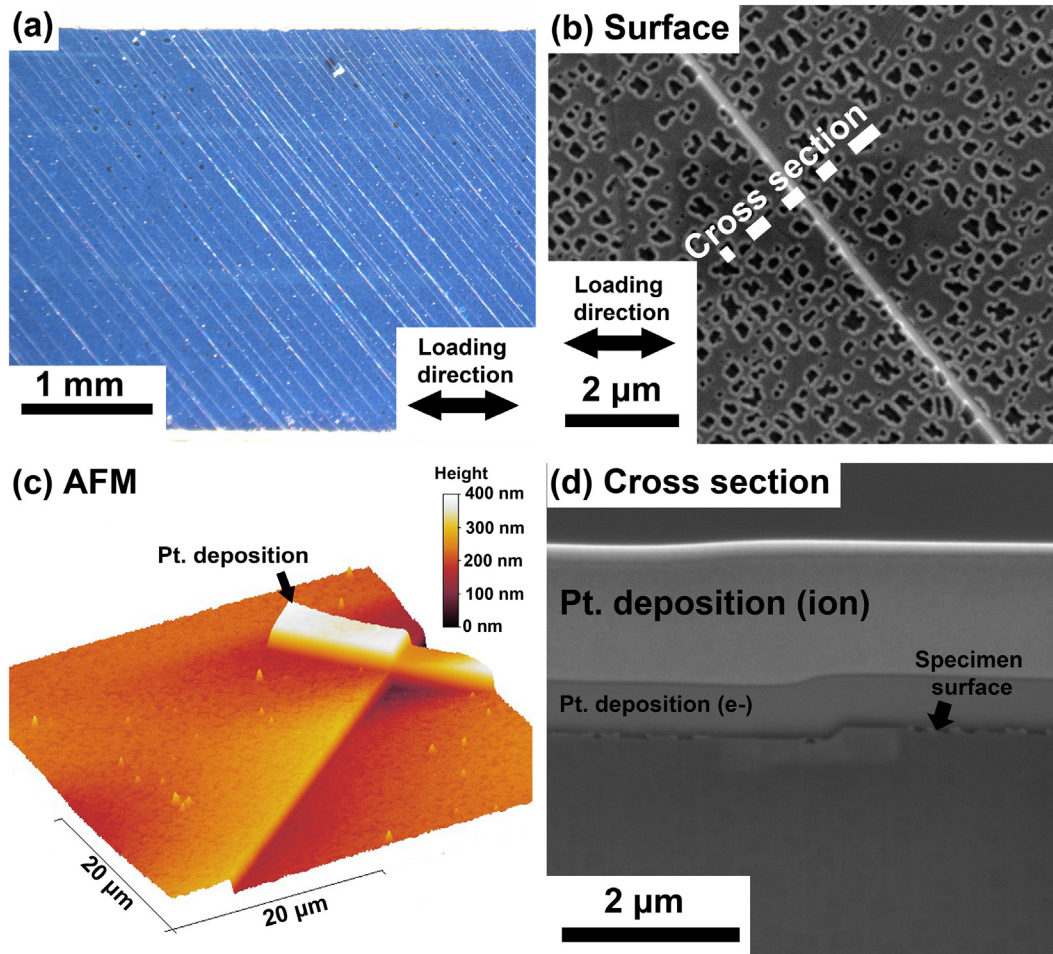 (a)
Loading
direction
1 mm
(b) Surface
Cross section
Loading
direction
2 µm
(c) AFM
Height
400 nm
300 nm
200 nm
100 nm
0 nm
Pt. deposition
20 µm
20 µm
(d) Cross section
Pt. deposition (ion)
Specimen
surface
Pt. deposition (e-)
2 µm